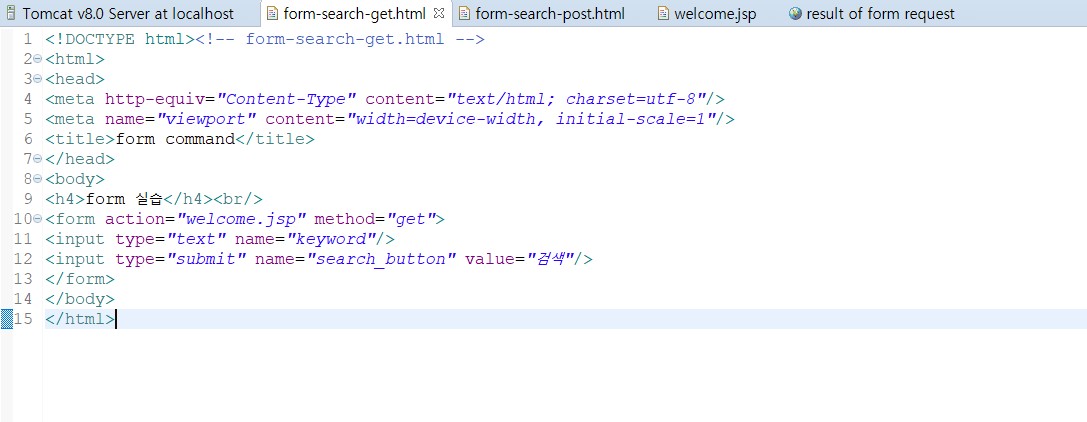 Tomcat v8.0 Server at localhost form-search-get.html form-search-post.html welcome.jsp result of form request
1 <!DOCTYPE html><!-- form-search-get.html -->
2 <html>
3 <head>
4 <meta http-equiv="Content-Type" content="text/html; charset=utf-8"/>
5 <meta name="viewport" content="width=device-width, initial-scale=1"/>
6 <title>form command</title>
7 </head>
8 <body>
9 <h4>form 실습</h4><br/>
10 <form action="welcome.jsp" method="get">
11 <input type="text" name="keyword"/>
12 <input type="submit" name="search_button" value="검색"/>
13 </form>
14 </body>
15 </html>